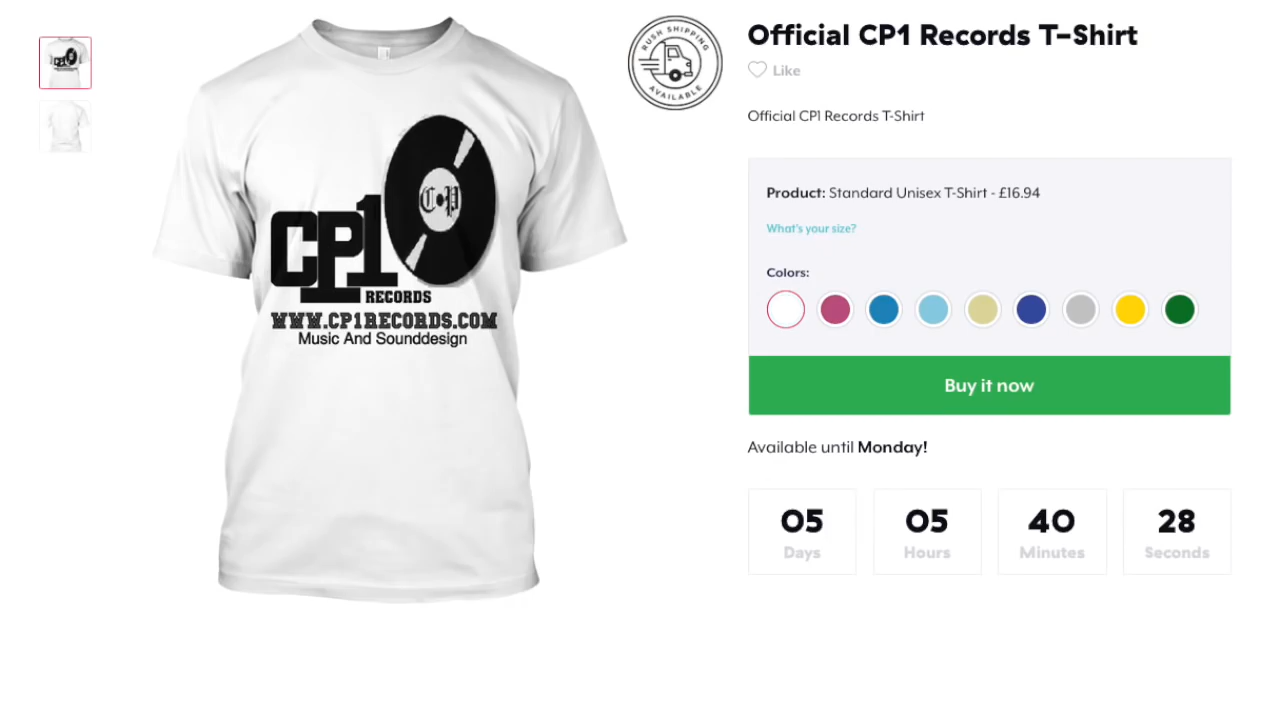 CP
CP1
RECORDS
WWW.CP1RECORDS.COM
Music And Sounddesign
RUSH SHIPPING
AVAILABLE
Official CP1 Records T-Shirt
Like
Official CP1 Records T-Shirt
Product: Standard Unisex T-Shirt - £16.94
What's your size?
Colors:
Buy it now
Available until Monday!
05 05 40 28
Days Hours Minutes Seconds